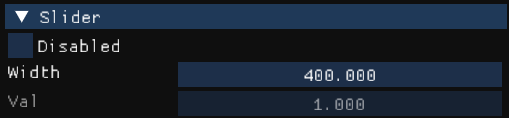 Slider
Disabled
Width 400.000
Val 1.000